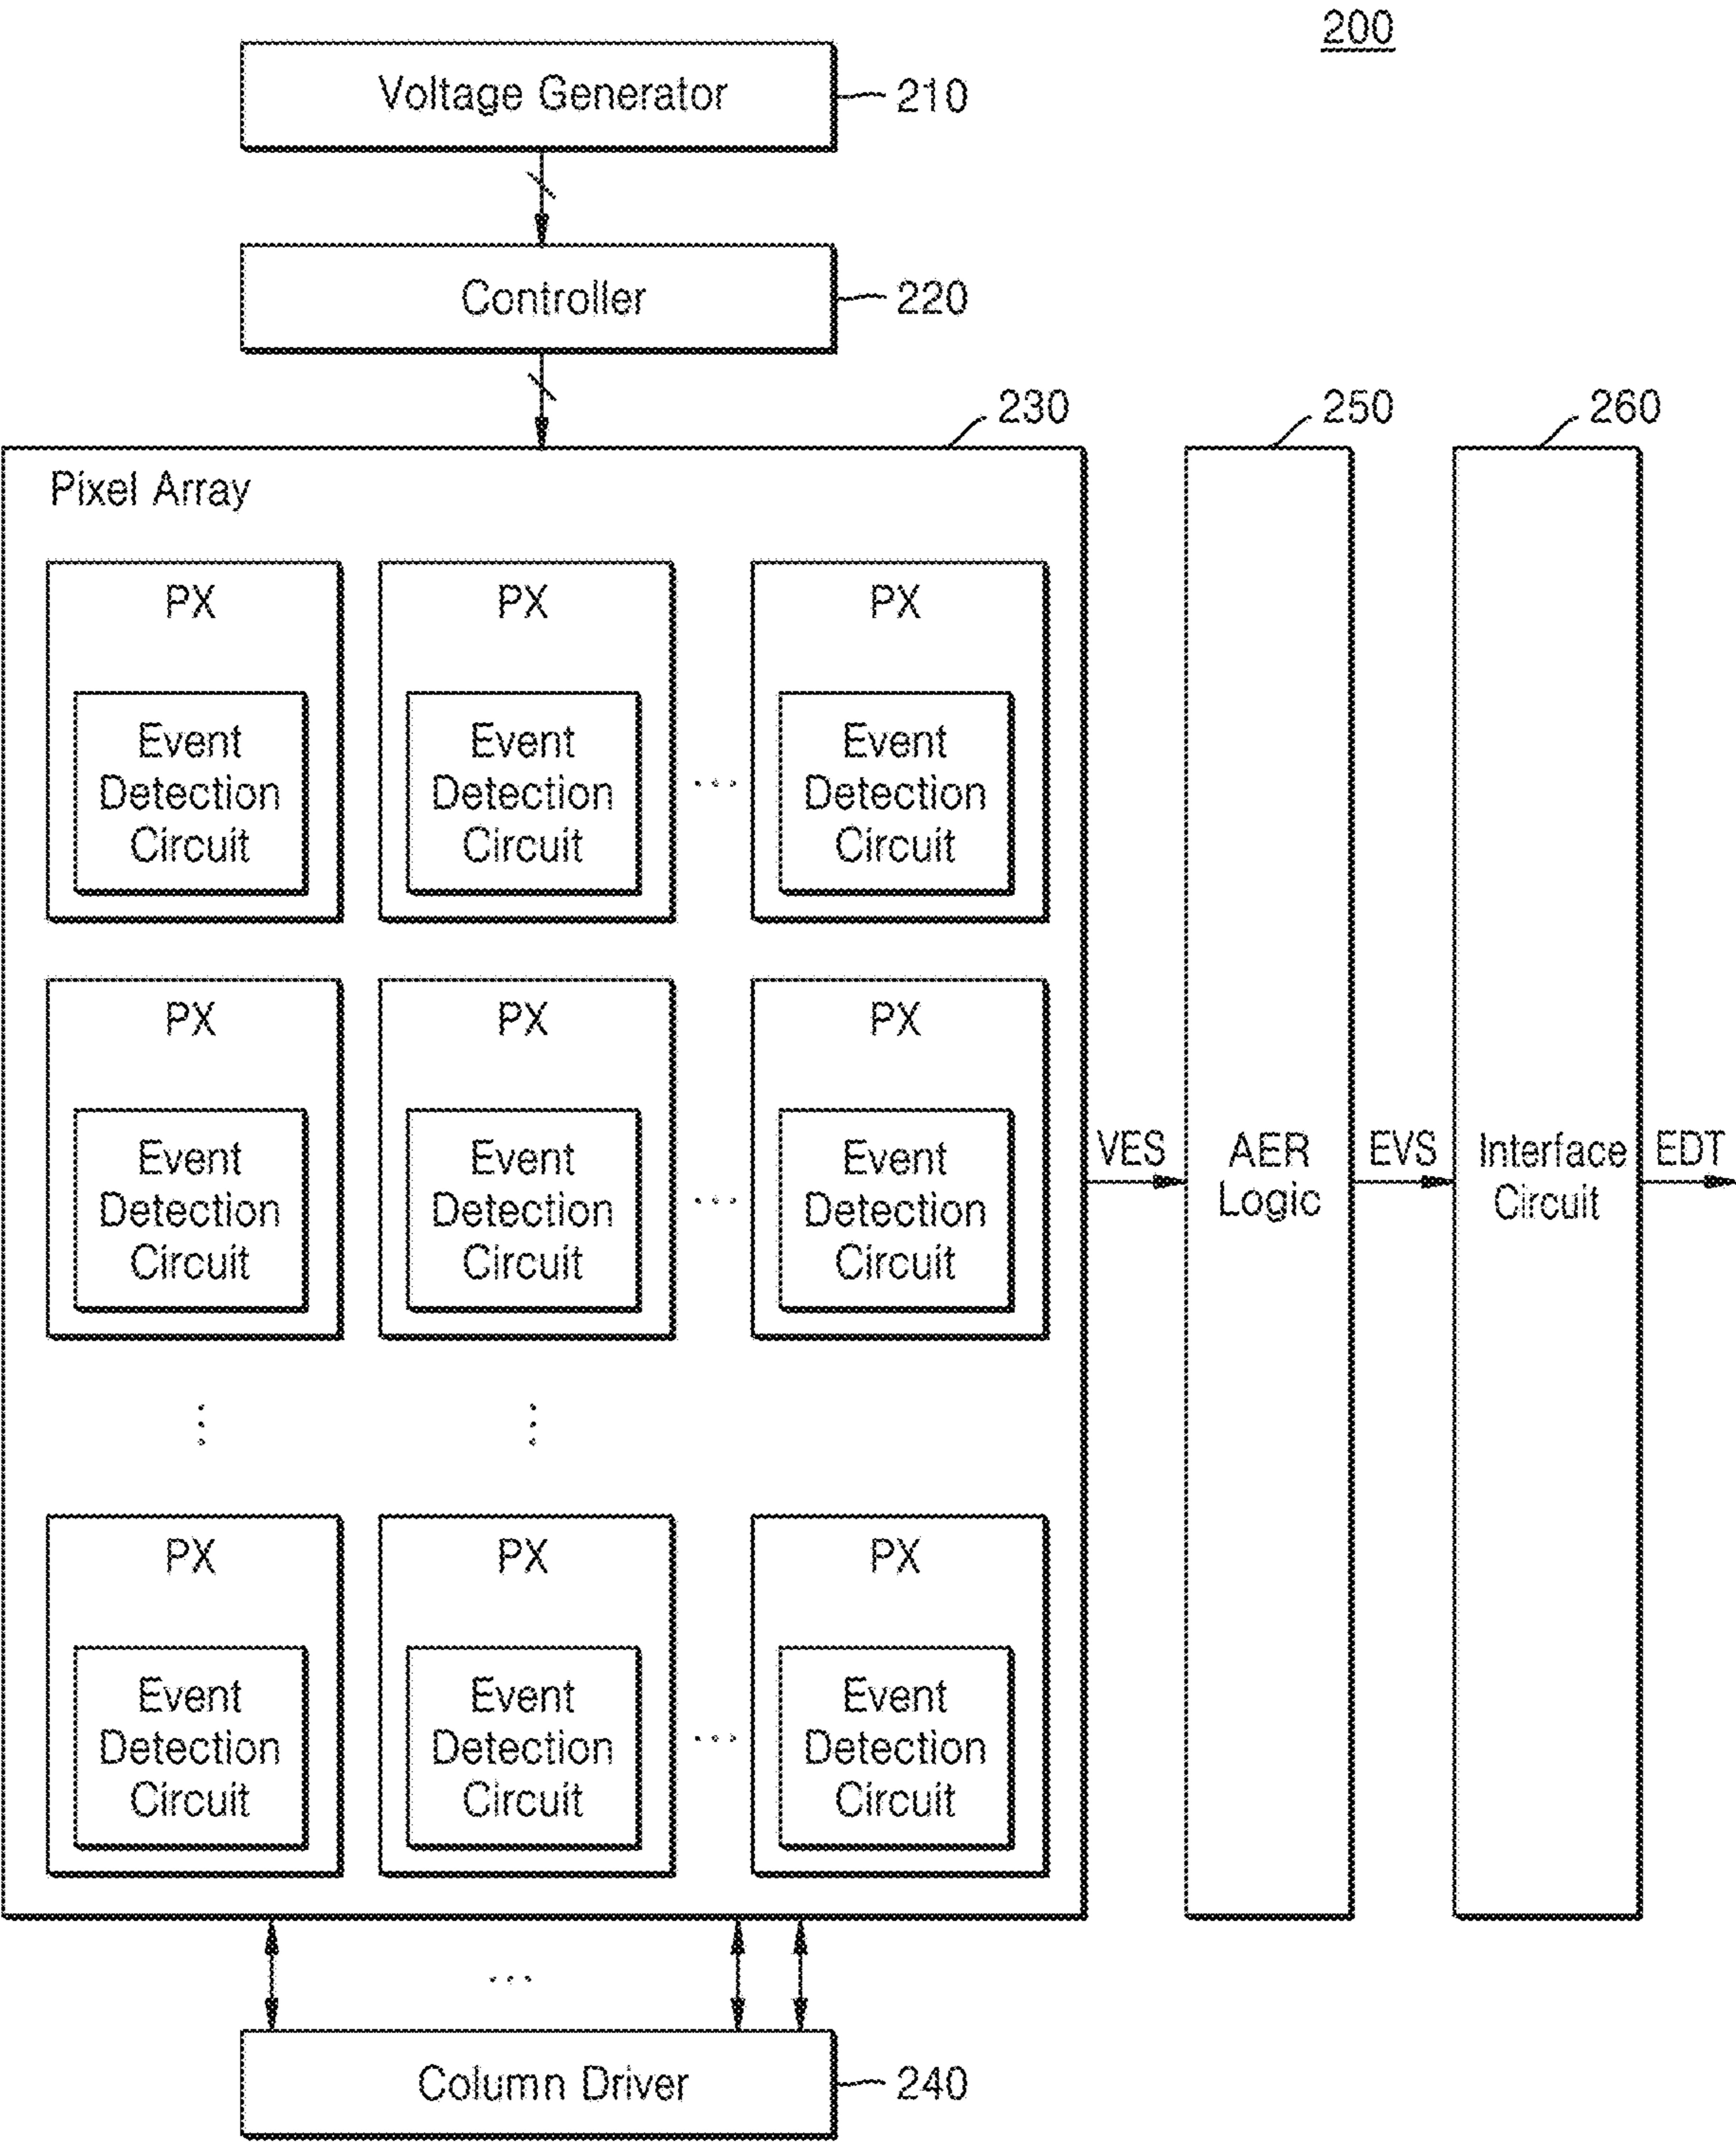 200
Voltage Generator
210
Controller
220
230
250
260
Pixel Array
PX
PX
PX
Event
Detection
Circuit
Event
Detection
Circuit
...
Event
Detection
Circuit
PX
PX
PX
Event
Detection
Circuit
Event
Detection
Circuit
...
Event
Detection
Circuit
VES
AER
Logic
EVS
Interface
Circuit
EDT
PX
PX
PX
Event
Detection
Circuit
Event
Detection
Circuit
...
Event
Detection
Circuit
...
Column Driver
240